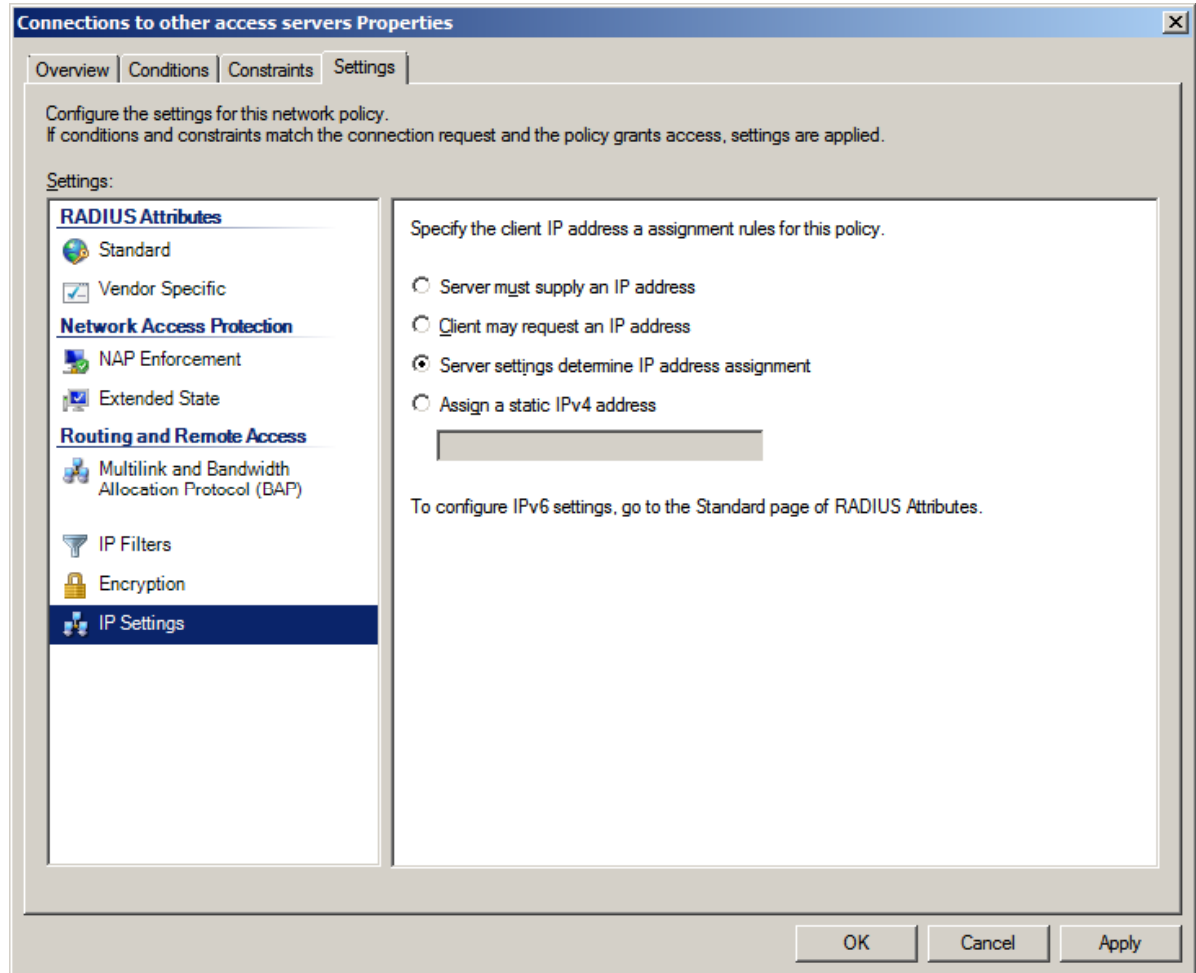 Connections to other access servers Properties
Overview
Conditions
Constraints
Settings
Configure the settings for this network policy.
If conditions and constraints match the connection request and the policy grants access, settings are applied.
Settings:
RADIUS Attributes
Standard
Vendor Specific
Network Access Protection
NAP Enforcement
Extended State
Routing and Remote Access
Multilink and Bandwidth
Allocation Protocol (BAP)
IP Filters
Encryption
IP Settings
Specify the client IP address a assignment rules for this policy.
Server must supply an IP address
Client may request an IP address
Server settings determine IP address assignment
Assign a static IPv4 address
To configure IPv6 settings, go to the Standard page of RADIUS Attributes.
OK
Cancel
Apply